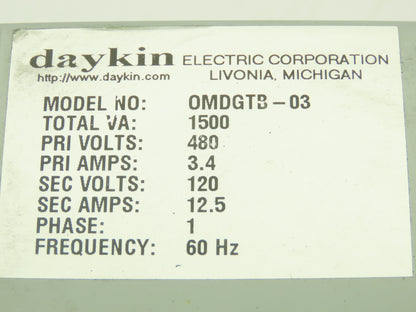 daykin ELECTRIC CORPORATION
http://www.daykin.com LIVONIA, MICHIGAN
MODEL NO: OMDGTB-03
TOTAL VA: 1500
PRI VOLTS: 480
PRI AMPS: 3.4
SEC VOLTS: 120
SEC AMPS: 12.5
PHASE: 1
FREQUENCY: 60 Hz